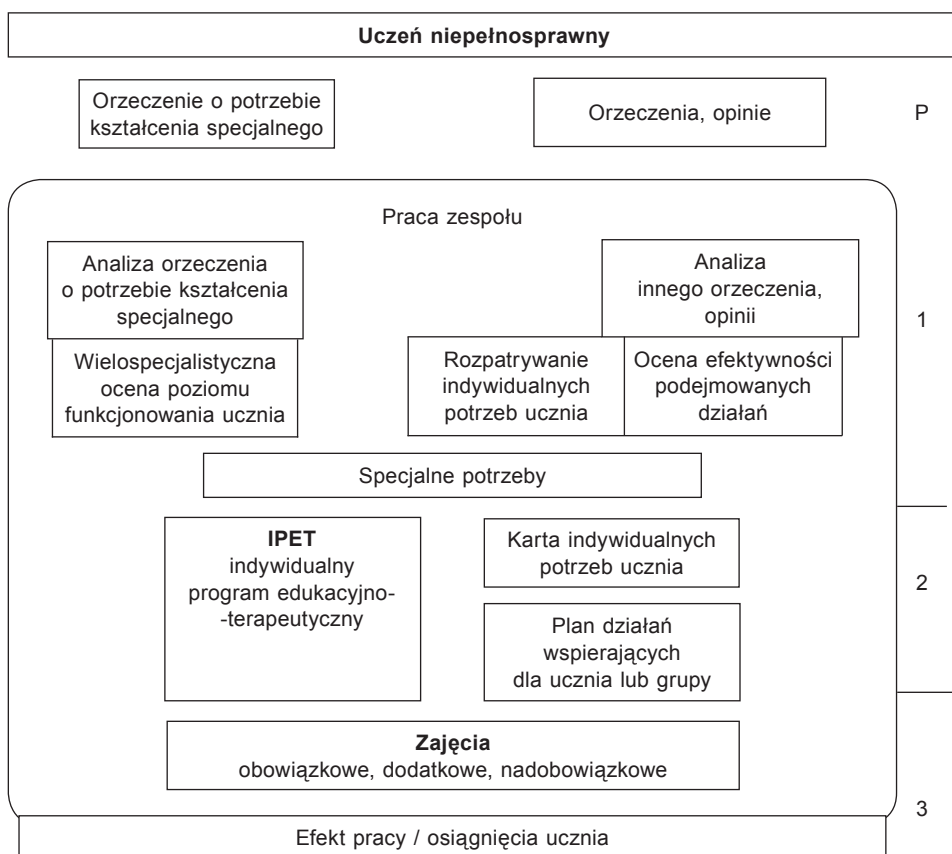 Uczeń niepełnosprawny
Orzeczenie o potrzebie
kształcenia specjalnego
Orzeczenia, opinie
P
Praca zespołu
Analiza orzeczenia
o potrzebie kształcenia
specjalnego
Analiza
innego orzeczenia,
opinii
1
Wielospecjalistyczna
ocena poziomu
funkcjonowania ucznia
Rozpatrywanie
indywidualnych
potrzeb ucznia
Ocena efektywności
podejmowanych
działań
Specjalne potrzeby
IPET
indywidualny
program edukacyjno-
-terapeutyczny
Karta indywidualnych
potrzeb ucznia
2
Plan działań
wspierających
dla ucznia lub grupy
Zajęcia
obowiązkowe, dodatkowe, nadobowiązkowe
3
Efekt pracy / osiągnięcia ucznia